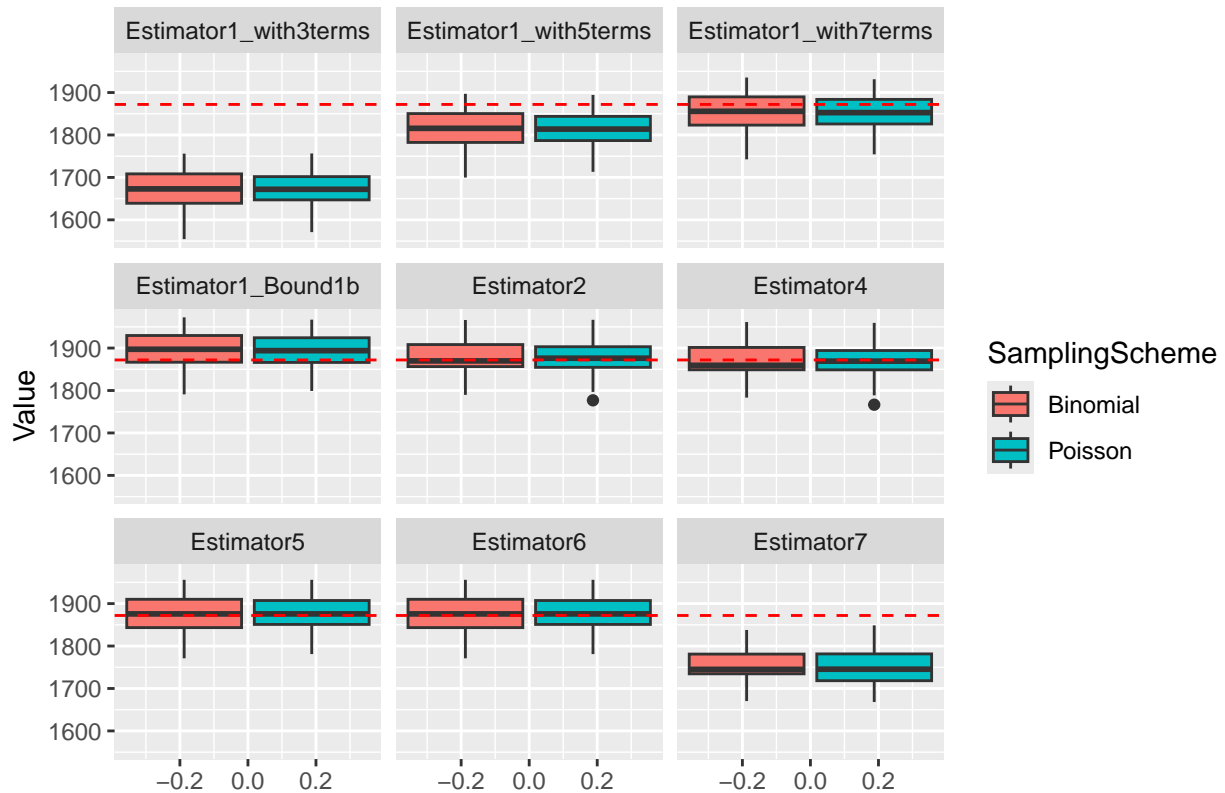 Estimator1_with3terms Estimator1_with5terms Estimator1_with7terms
1900
1800
1700
1600
Estimator1_Bound1b Estimator2 Estimator4
1900
1800
1700
1600
Value
Estimator5 Estimator6 Estimator7
1900
1800
1700
1600
−0.2 0.0 0.2 −0.2 0.0 0.2 −0.2 0.0 0.2
SamplingScheme
Binomial
Poisson